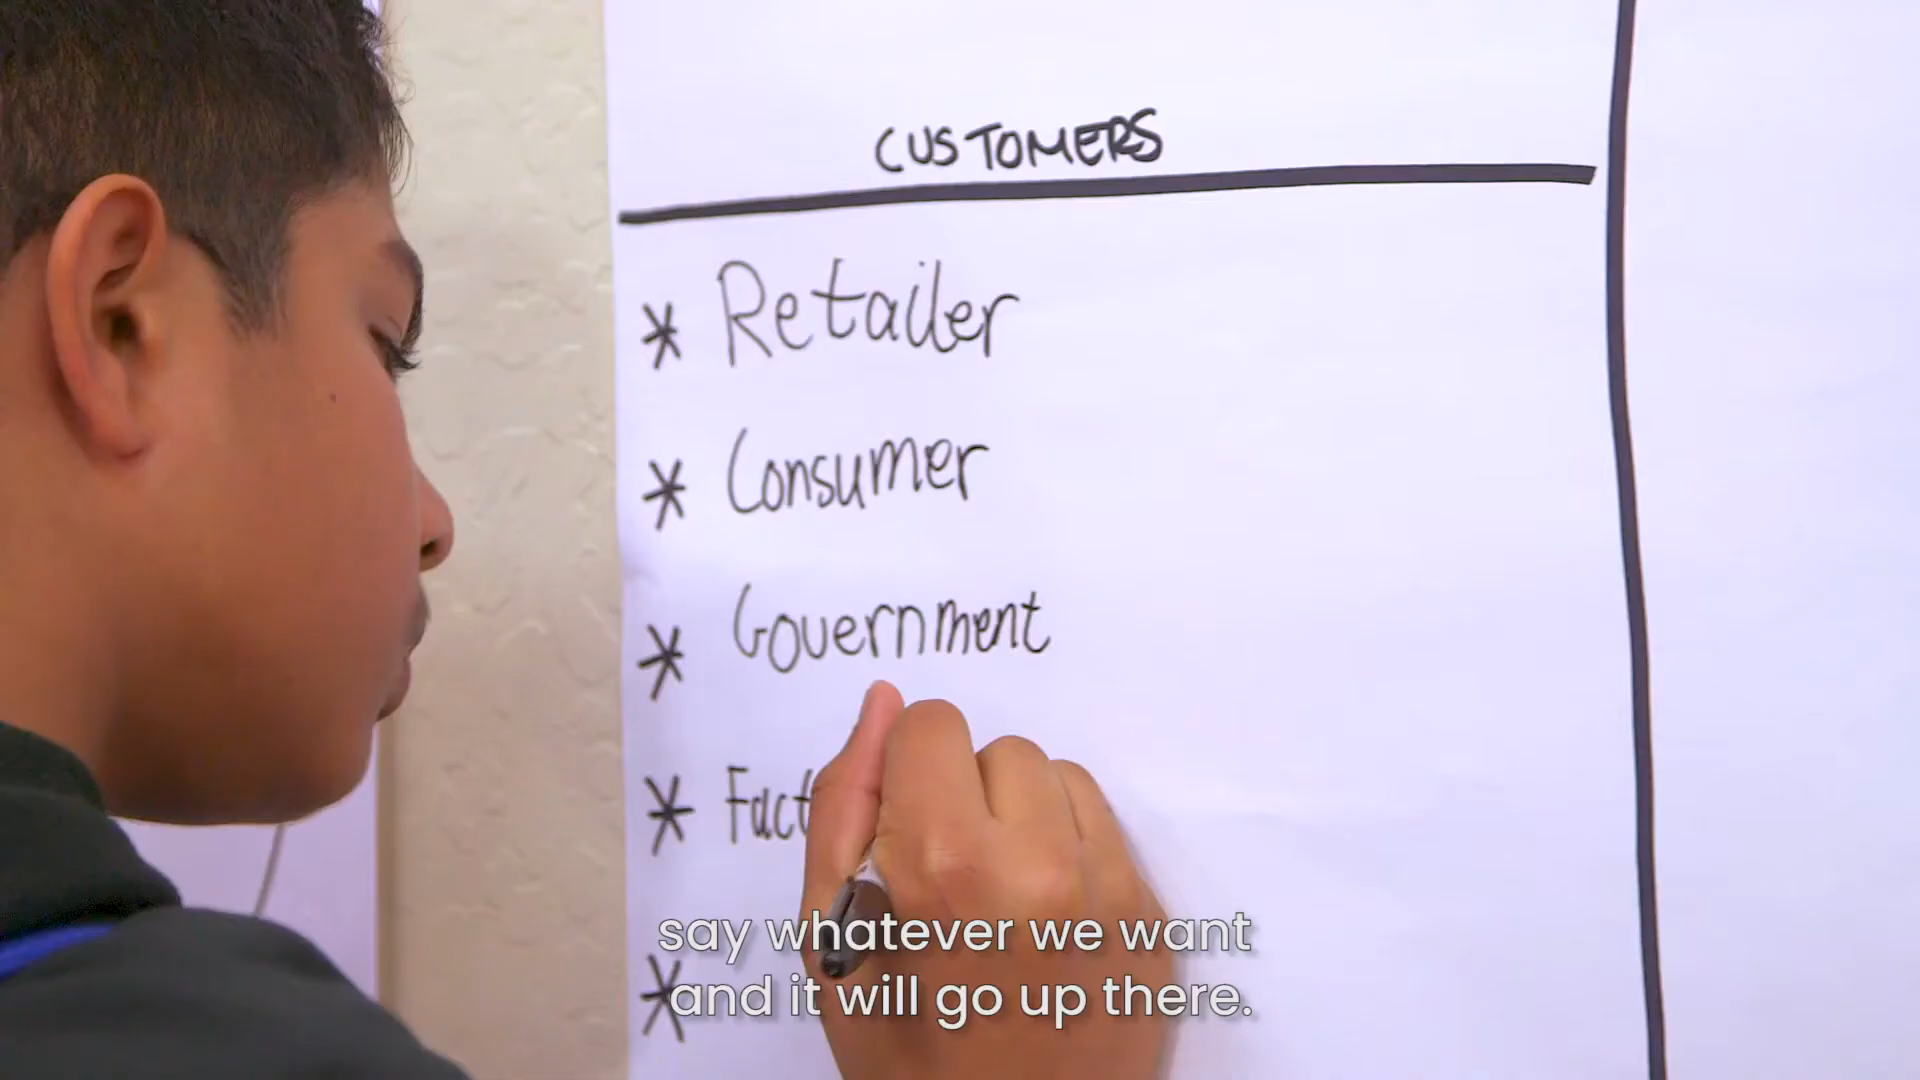 CUSTOMERS
* Retailer
* Consumer
* Government
* Fact
*
say whatever we want
and it will go up there.